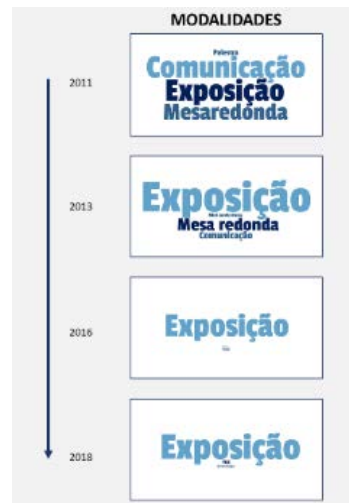 MODALIDADES
2011
Palestra
Comunicação
Exposição
Mesaredonda
2013
Exposição
Mesa redonda
Comunicação
2016
Exposição
2018
Exposição